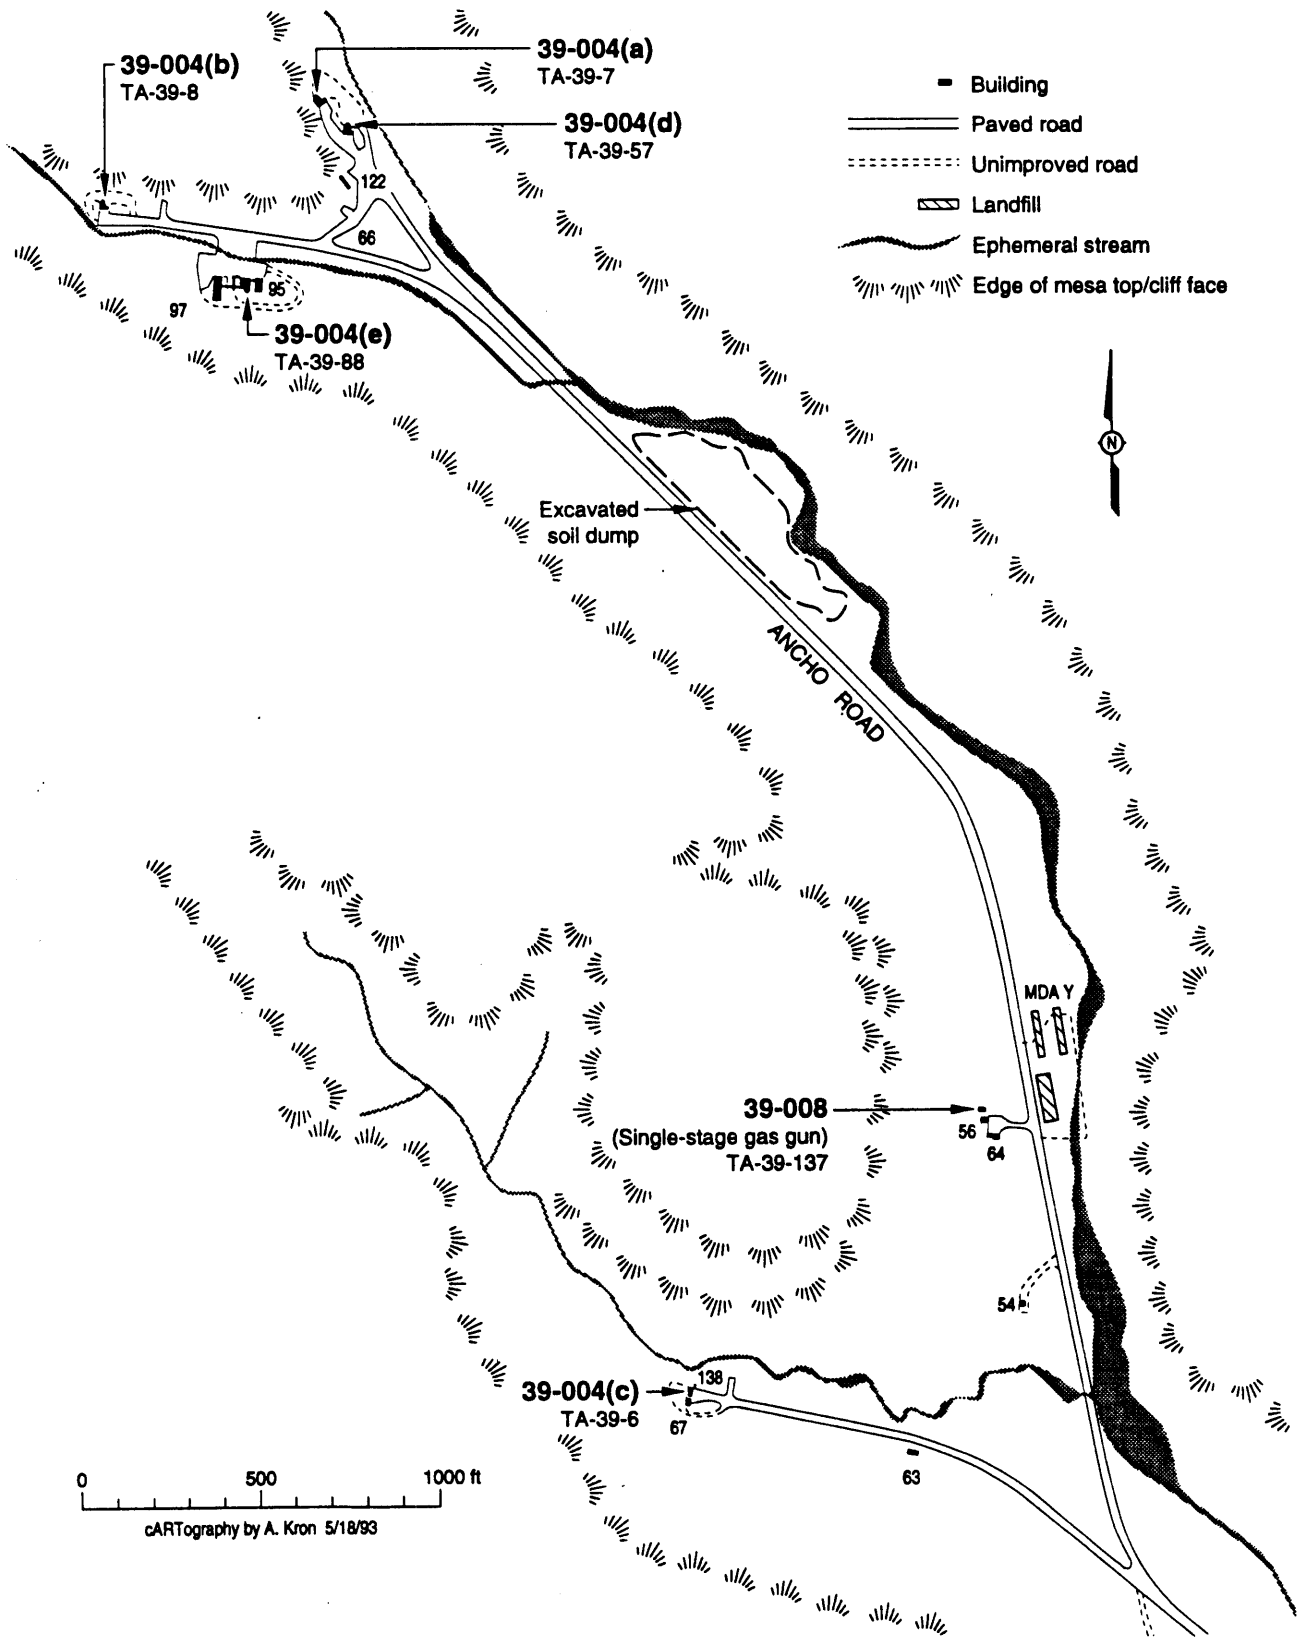 39-004(a)
TA-39-7
39-004(b)
TA-39-8
39-004(d)
TA-39-57
Building
Paved road
Unimproved road
Landfill
Ephemeral stream
Edge of mesa top/cliff face
122
66
95
97
39-004(e)
TA-39-88
N
Excavated
soil dump
ANCHO ROAD
MDA Y
39-008
(Single-stage gas gun)
TA-39-137
56
64
54
138
39-004(c)
TA-39-6
67
63
0 500 1000 ft
cARTography by A. Kron 5/18/93